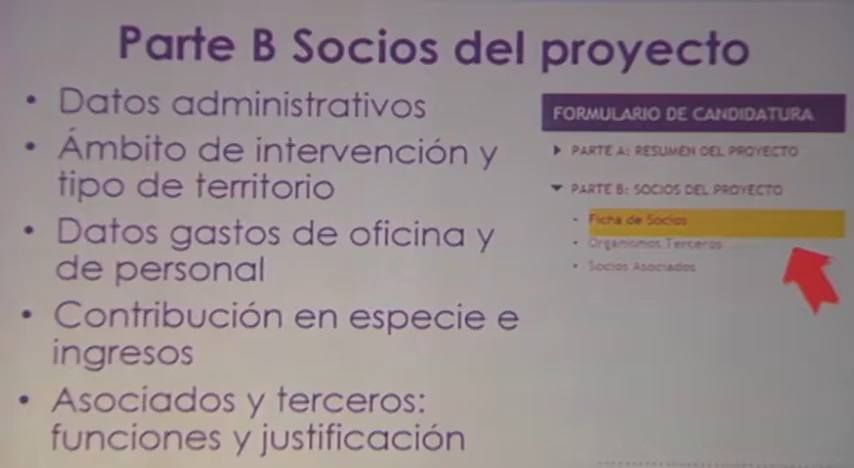 Parte B Socios del proyecto
• Datos administrativos
• Ámbito de intervención y
tipo de territorio
• Datos gastos de oficina y
de personal
• Contribución en especie e
ingresos
• Asociados y terceros:
funciones y justificación
FORMULARIO DE CANDIDATURA
PARTE A: RESUMEN DEL PROYECTO
PARTE B: SOCIOS DEL PROYECTO
• Ficha de Socios
• Organismos Terceros
• Socios Asociados